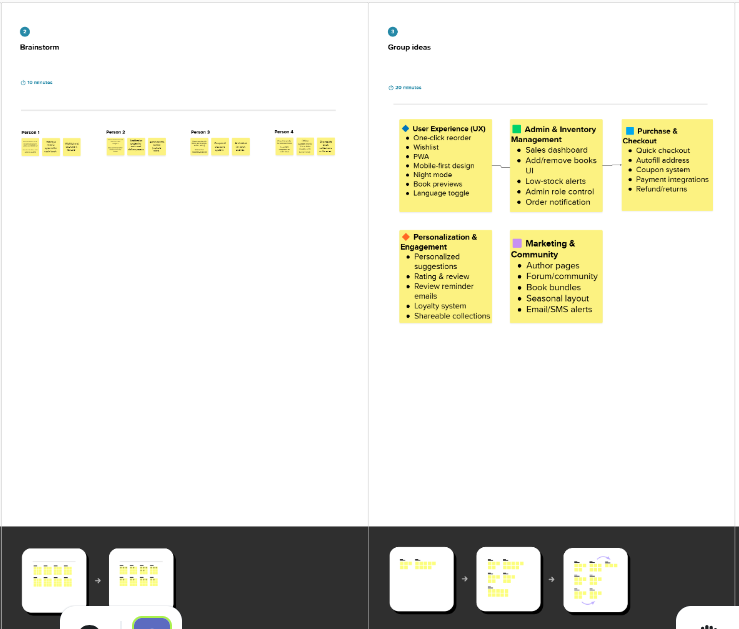 2
Brainstorm
10 minutes
Person 1
Person 2
Person 3
Person 4
3
Group ideas
20 minutes
User Experience (UX)
One-click reorder
Wishlist
PWA
Mobile-first design
Night mode
Book previews
Language toggle
Admin & Inventory
Management
Sales dashboard
Add/remove books
UI
Low-stock alerts
Admin role control
Order notification
Purchase &
Checkout
Quick checkout
Autofill address
Coupon system
Payment integrations
Refund/returns
Personalization &
Engagement
Personalized
suggestions
Rating & review
Review reminder
emails
Loyalty system
Shareable collections
Marketing &
Community
Author pages
Forum/community
Book bundles
Seasonal layout
Email/SMS alerts